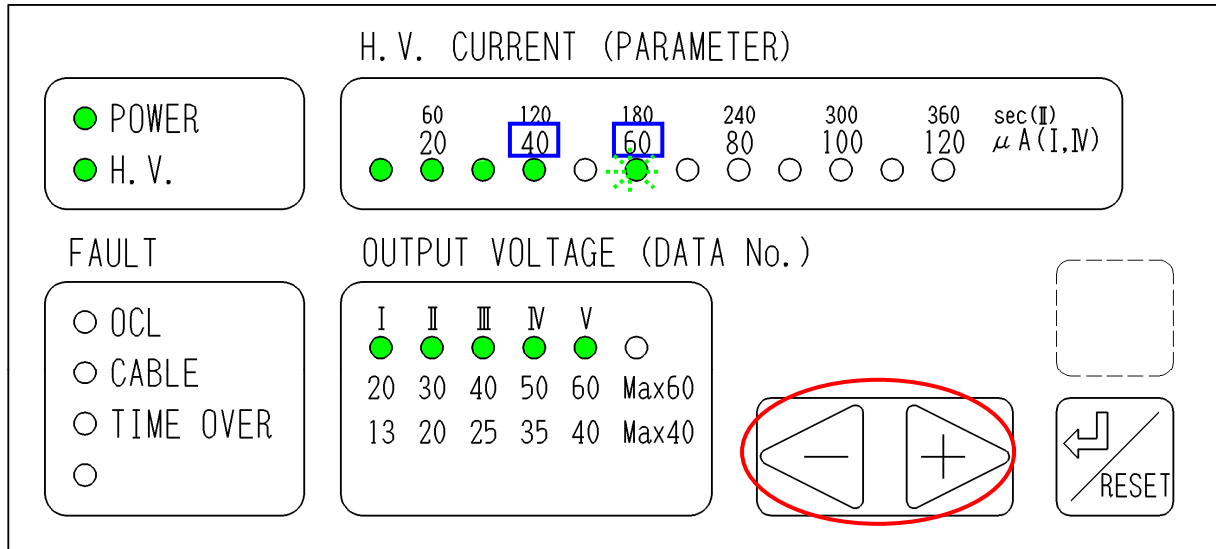 H.V. CURRENT (PARAMETER)
POWER
H.V.
60 120 180 240 300 360 sec(Ⅱ)
20 40 60 80 100 120 μA(Ⅰ,Ⅳ)
FAULT
OCL
CABLE
TIME OVER
OUTPUT VOLTAGE (DATA No.)
Ⅰ Ⅱ Ⅲ Ⅳ Ⅴ
20 30 40 50 60 Max60
13 20 25 35 40 Max40
− +
RESET